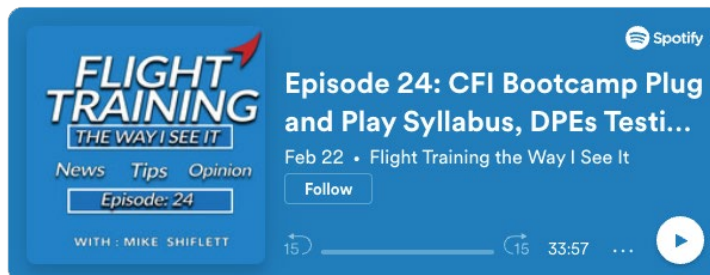 FLIGHT
TRAINING
THE WAY I SEE IT
News Tips Opinion
Episode: 24
WITH : MIKE SHIFLETT
Spotify
Episode 24: CFI Bootcamp Plug
and Play Syllabus, DPEs Testi...
Feb 22 • Flight Training the Way I See It
Follow
15 15 33:57 ...